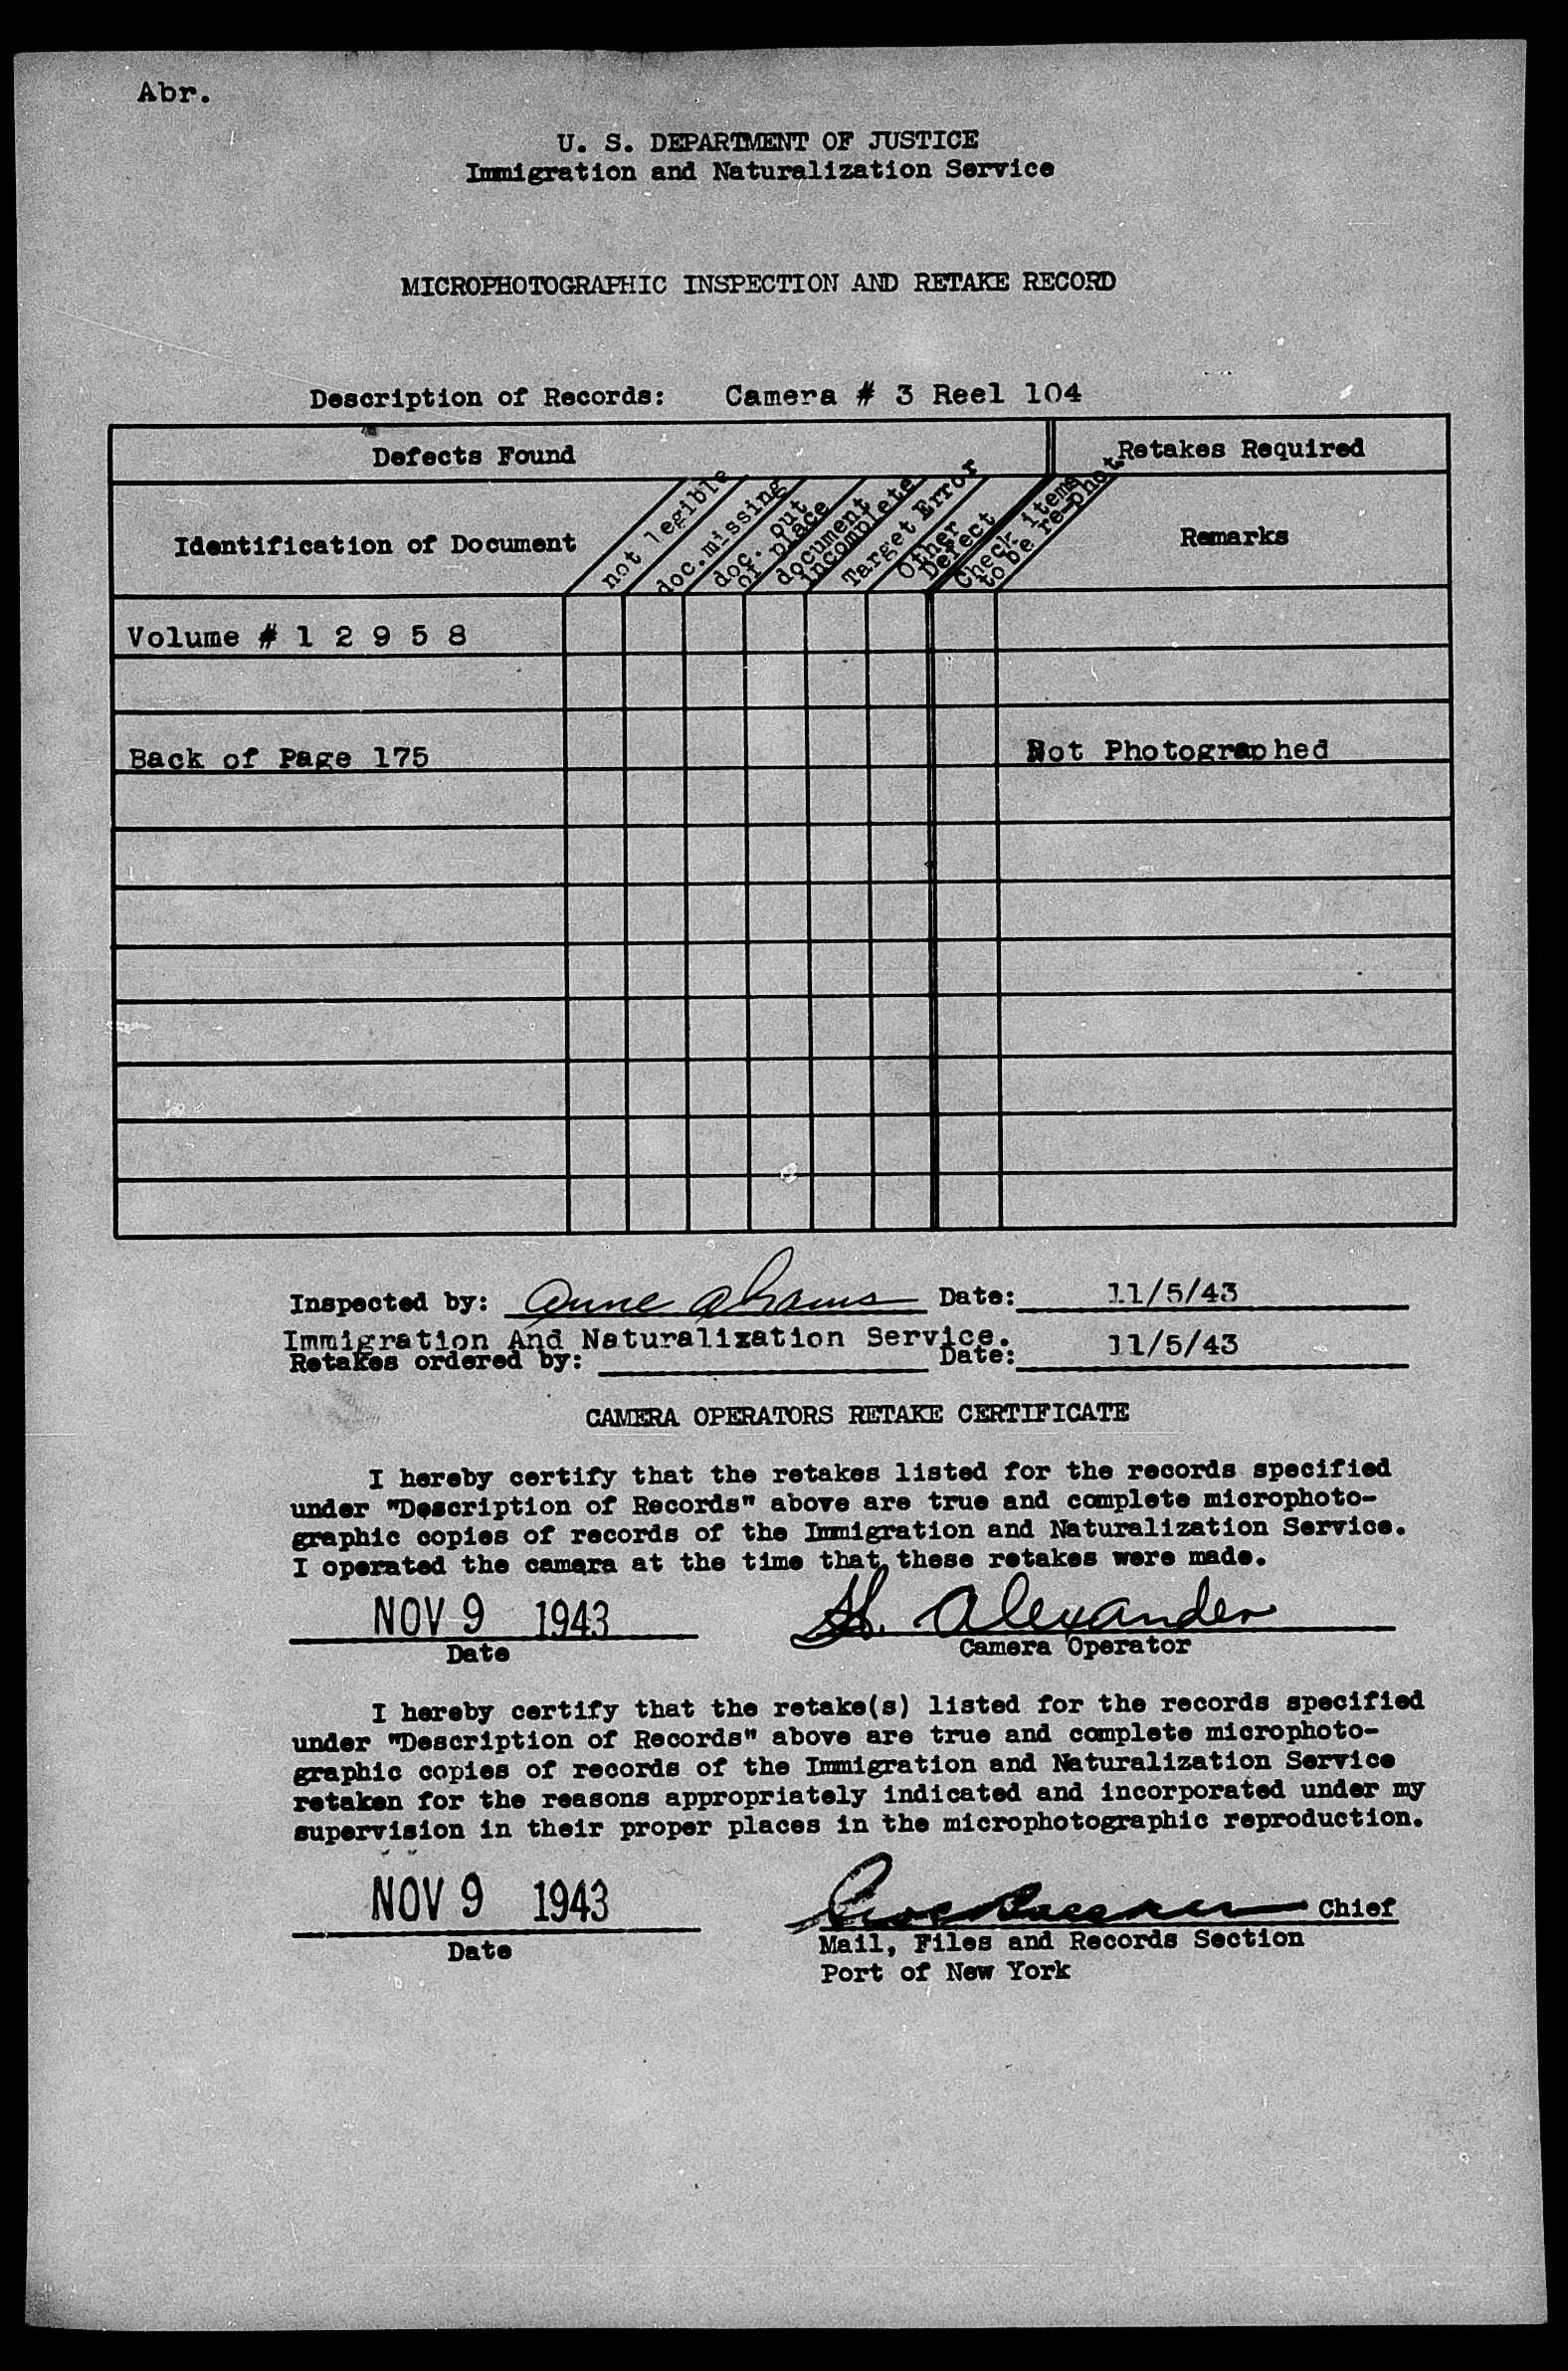 Abr.
U. S. DEPARTMENT OF JUSTICE
Immigration and Naturalization Service
MICROPHOTOGRAPHIC INSPECTION AND RETAKE RECORD
Description of Records: Camera # 3 Reel 104
Defects Found
Retakes Required
Identification of Document
not legible
doc.missing
doc. out
of place
document
incomplete
Target Error
Other
Defect
Check items
to be re-phot
Remarks
Volume # 1 2 9 5 8
Back of Page 175 Not Photographed
Inspected by: Anne Abrams Date: 11/5/43
Immigration And Naturalization Service.
Retakes ordered by: Date: 11/5/43
CAMERA OPERATORS RETAKE CERTIFICATE
I hereby certify that the retakes listed for the records specified
under "Description of Records" above are true and complete microphoto-
graphic copies of records of the Immigration and Naturalization Service.
I operated the camera at the time that these retakes were made.
NOV 9 1943 H. Alexander
Date Camera Operator
I hereby certify that the retake(s) listed for the records specified
under "Description of Records" above are true and complete microphoto-
graphic copies of records of the Immigration and Naturalization Service
retaken for the reasons appropriately indicated and incorporated under my
supervision in their proper places in the microphotographic reproduction.
NOV 9 1943 Chief
Date Mail, Files and Records Section
Port of New York